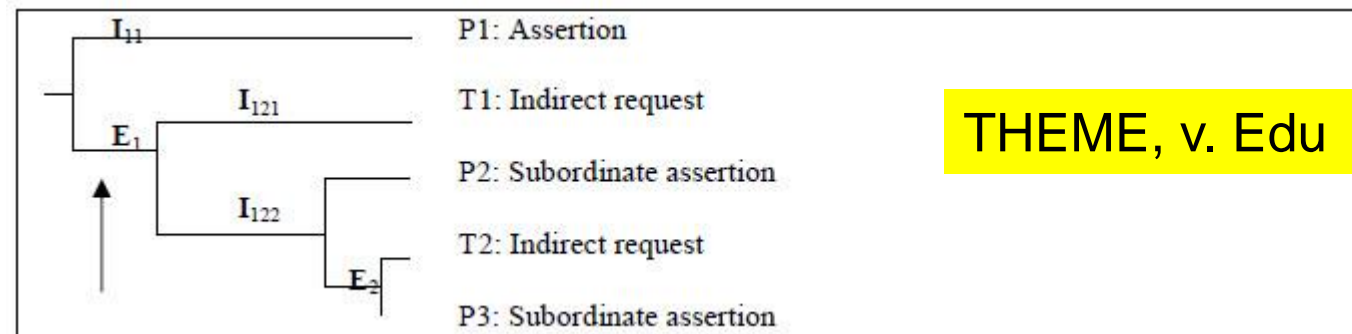 I₁₁ P1: Assertion
I₁₂₁ T1: Indirect request
THEME, v. Edu
E₁
P2: Subordinate assertion
I₁₂₂
T2: Indirect request
E₂
P3: Subordinate assertion